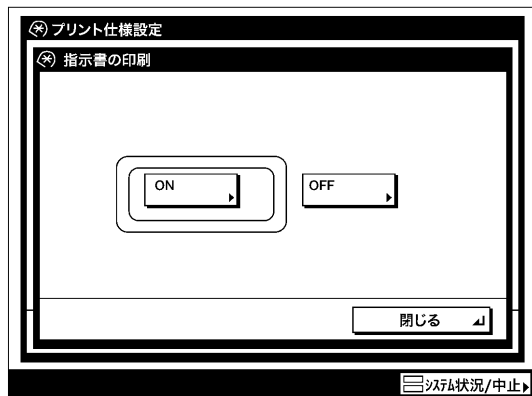 プリント仕様設定
指示書の印刷
ON
OFF
閉じる
ｼｽﾃﾑ状況/中止